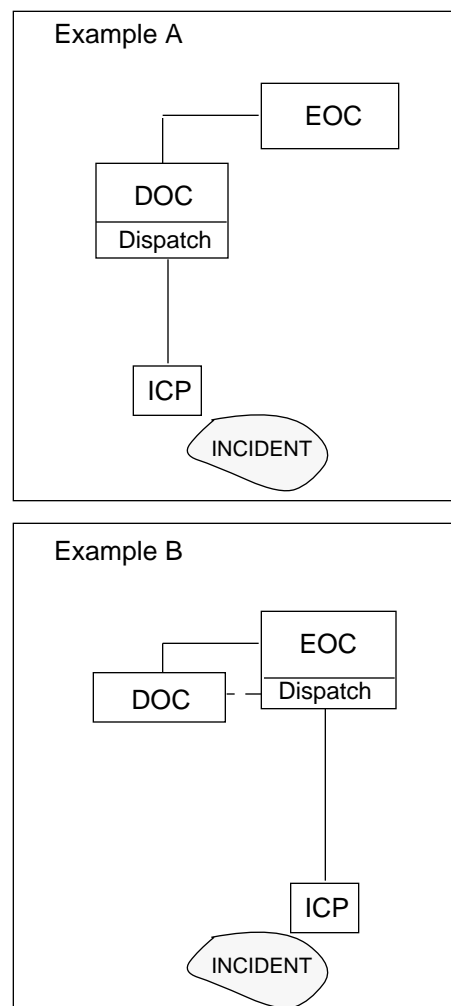 Example A
EOC
DOC
Dispatch
ICP
INCIDENT
Example B
EOC
Dispatch
DOC
ICP
INCIDENT